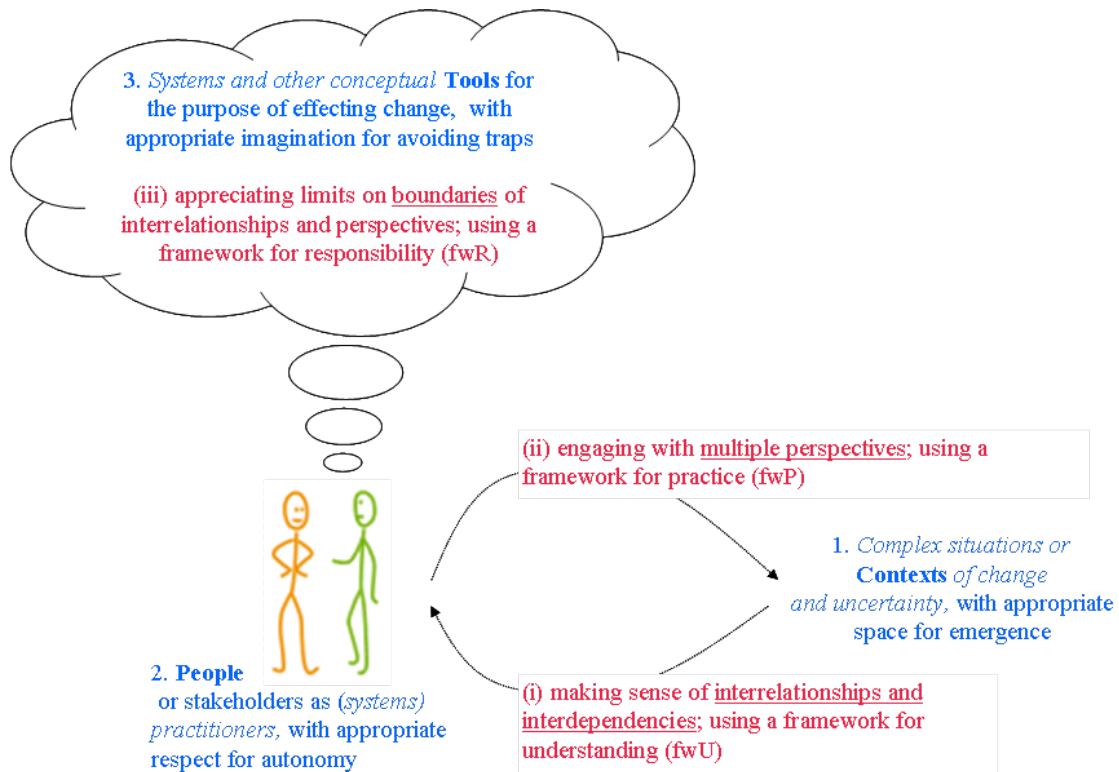 3. Systems and other conceptual Tools for
the purpose of effecting change, with
appropriate imagination for avoiding traps
(iii) appreciating limits on boundaries of
interrelationships and perspectives; using a
framework for responsibility (fwR)
(ii) engaging with multiple perspectives; using a
framework for practice (fwP)
1. Complex situations or
Contexts of change
and uncertainty, with appropriate
space for emergence
2. People
or stakeholders as (systems)
practitioners, with appropriate
respect for autonomy
(i) making sense of interrelationships and
interdependencies; using a framework for
understanding (fwU)